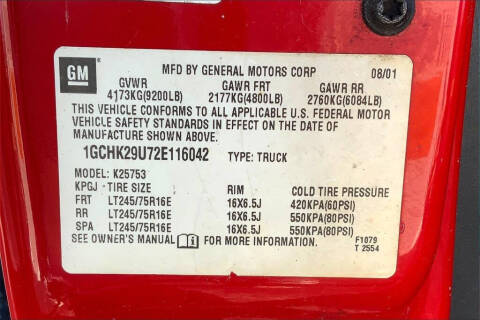 GM
MFD BY GENERAL MOTORS CORP 08/01
GVWR GAWR FRT GAWR RR
4173KG(9200LB) 2177KG(4800LB) 2760KG(6084LB)
THIS VEHICLE CONFORMS TO ALL APPLICABLE U.S. FEDERAL MOTOR
VEHICLE SAFETY STANDARDS IN EFFECT ON THE DATE OF
MANUFACTURE SHOWN ABOVE.
1GCHK29U72E116042 TYPE: TRUCK
MODEL: K25753
KPGJ TIRE SIZE RIM COLD TIRE PRESSURE
FRT LT245/75R16E 16X6.5J 420KPA(60PSI)
RR LT245/75R16E 16X6.5J 550KPA(80PSI)
SPA LT245/75R16E 16X6.5J 550KPA(80PSI)
SEE OWNER'S MANUAL FOR MORE INFORMATION. F1079
T 2554